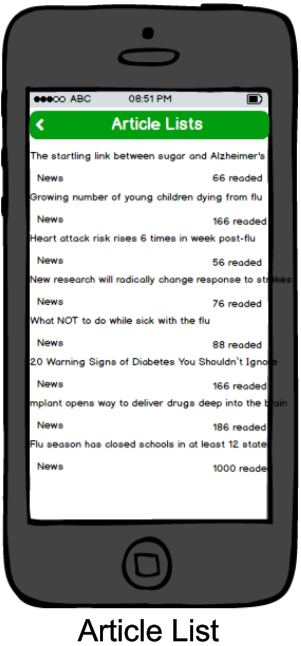 ABC 08:51 PM
Article Lists
The startling link between sugar and Alzheimer's
News 66 readed
Growing number of young children dying from flu
News 166 readed
Heart attack risk rises 6 times in week post-flu
News 56 readed
New research will radically change response to strokes
News 76 readed
What NOT to do while sick with the flu
News 88 readed
20 Warning Signs of Diabetes You Shouldn't Ignore
News 166 readed
mplant opens way to deliver drugs deep into the brain
News 186 readed
Flu season has closed schools in at least 12 state
News 1000 readed
Article List